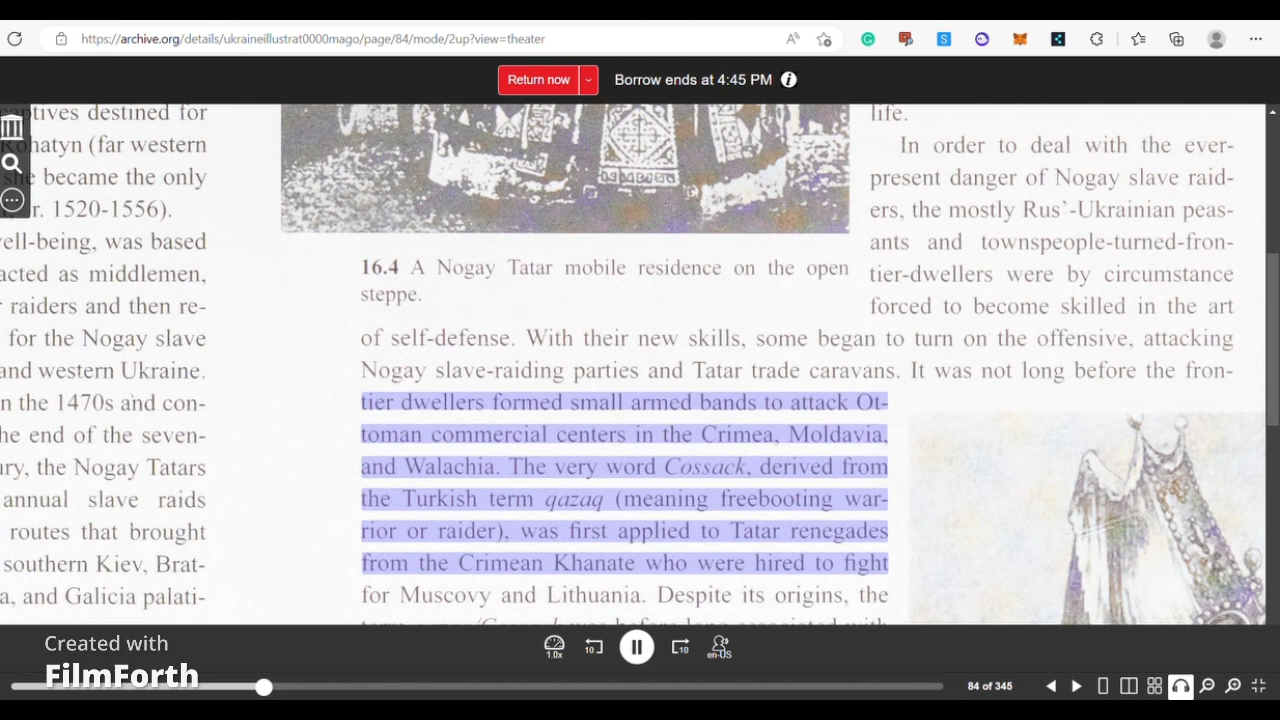 https://archive.org/details/ukraineillustrat0000mago/page/84/mode/2up?view=theater
Return now
Borrow ends at 4:45 PM
destined for
ohatyn (far western
became the only
r. 1520-1556).
ell-being, was based
acted as middlemen,
raiders and then re-
for the Nogay slave
and western Ukraine.
n the 1470s and con-
he end of the seven-
ury, the Nogay Tatars
annual slave raids
routes that brought
southern Kiev, Brat-
a, and Galicia palati-
16.4 A Nogay Tatar mobile residence on the open
steppe.
life.
In order to deal with the ever-
present danger of Nogay slave raid-
ers, the mostly Rus'-Ukrainian peas-
ants and townspeople-turned-fron-
tier-dwellers were by circumstance
forced to become skilled in the art
of self-defense. With their new skills, some began to turn on the offensive, attacking
Nogay slave-raiding parties and Tatar trade caravans. It was not long before the fron-
tier dwellers formed small armed bands to attack Ot-
toman commercial centers in the Crimea, Moldavia,
and Walachia. The very word Cossack, derived from
the Turkish term qazaq (meaning freebooting war-
rior or raider), was first applied to Tatar renegades
from the Crimean Khanate who were hired to fight
for Muscovy and Lithuania. Despite its origins, the
Created with
FilmForth
1.0x
10
10
en-US
84 of 345